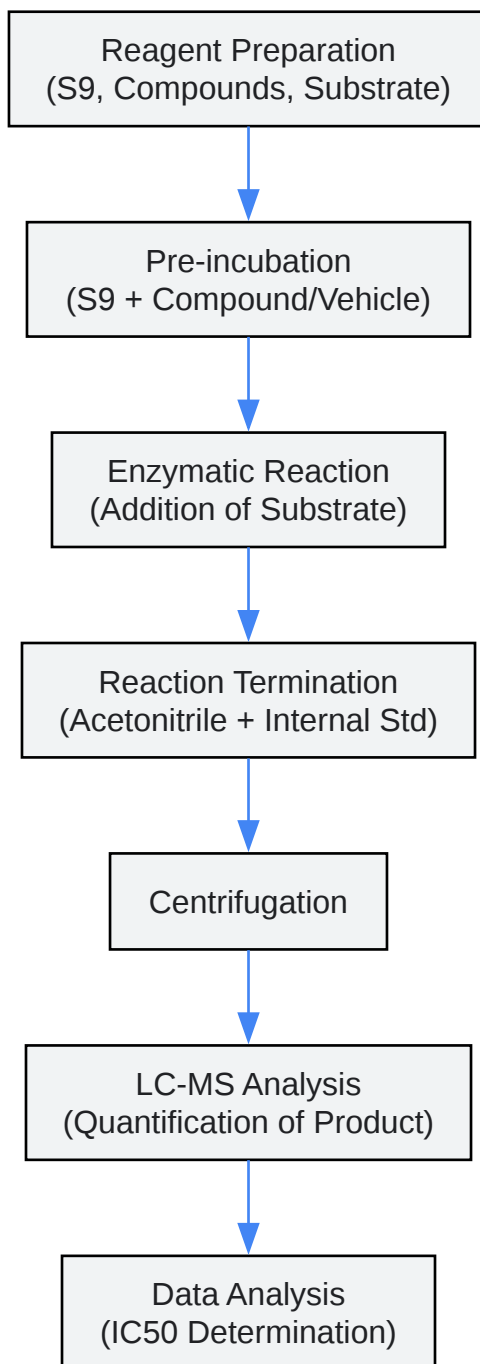 Reagent Preparation
(S9, Compounds, Substrate)
Pre-incubation
(S9 + Compound/Vehicle)
Enzymatic Reaction
(Addition of Substrate)
Reaction Termination
(Acetonitrile + Internal Std)
Centrifugation
LC-MS Analysis
(Quantification of Product)
Data Analysis
(IC50 Determination)